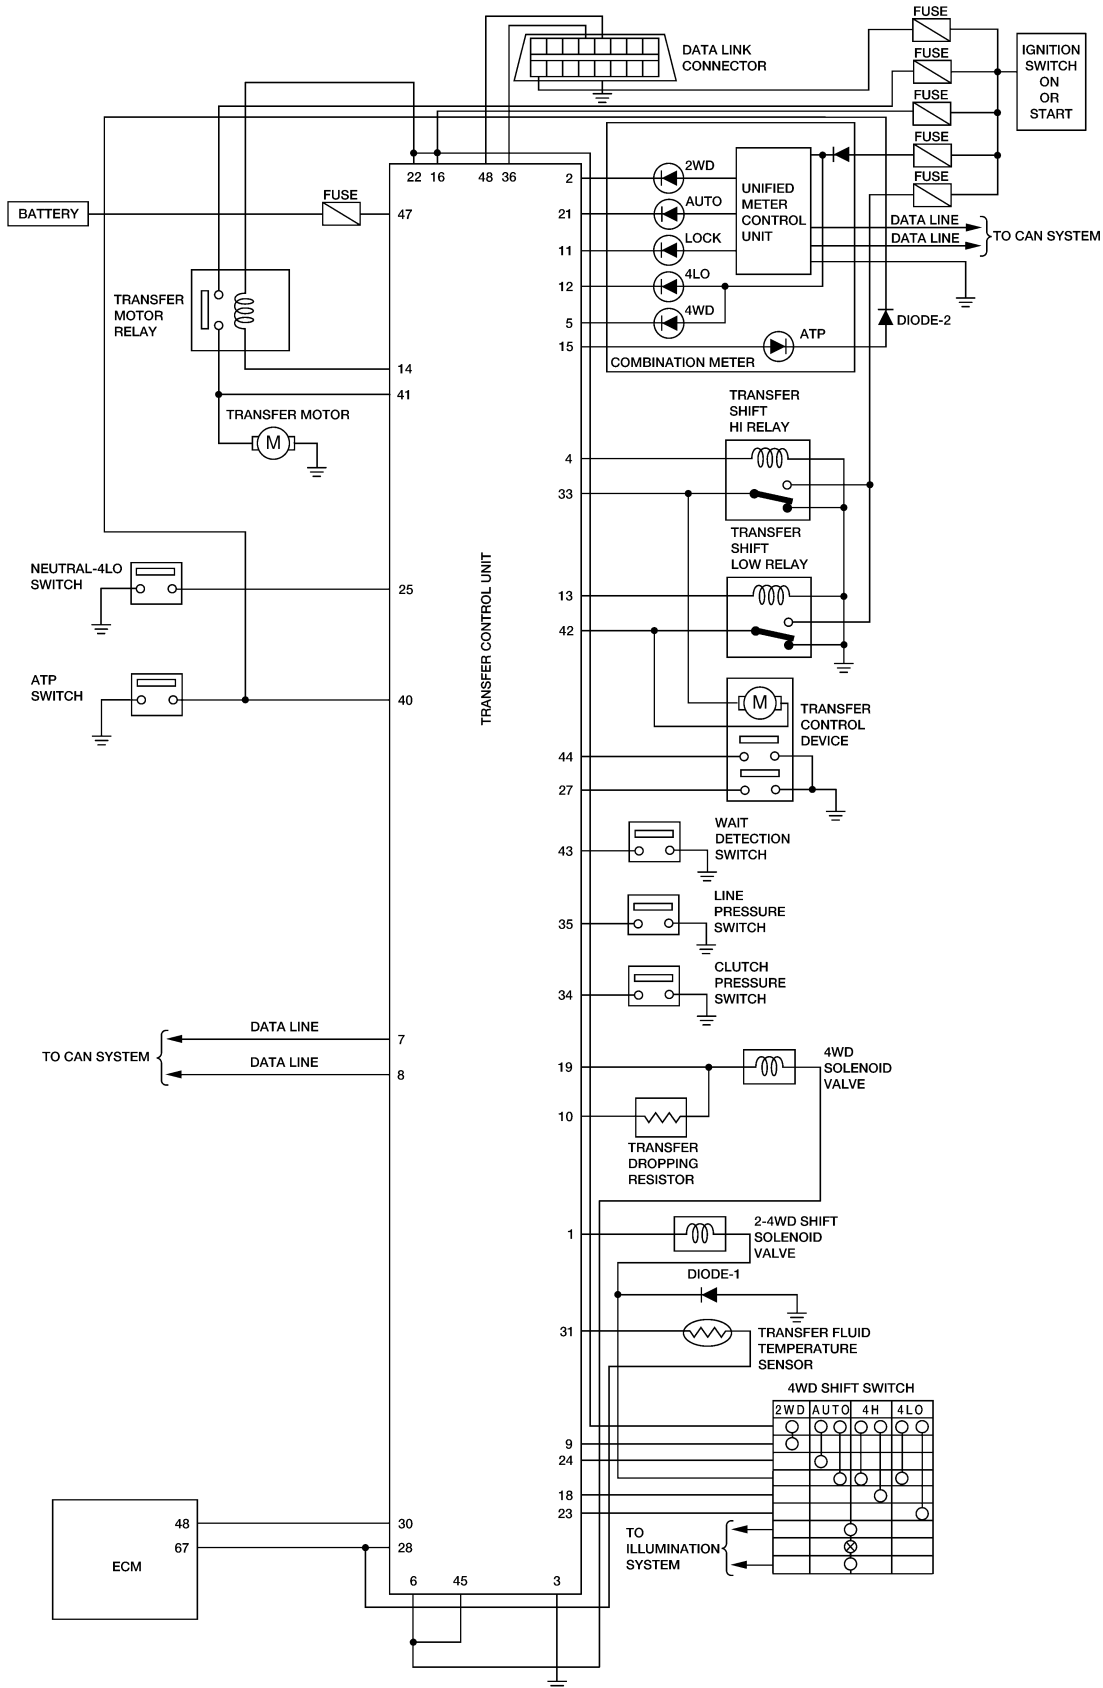 FUSE
DATA LINK
CONNECTOR
FUSE
IGNITION
SWITCH
ON
OR
START
FUSE
FUSE
FUSE
22 16 48 36
2
2WD
UNIFIED
METER
CONTROL
UNIT
BATTERY
FUSE
47
21
AUTO
DATA LINE
DATA LINE
TO CAN SYSTEM
11
LOCK
12
4LO
5
4WD
15
ATP
DIODE-2
COMBINATION METER
TRANSFER
MOTOR
RELAY
14
41
TRANSFER MOTOR
M
TRANSFER
SHIFT
HI RELAY
4
33
TRANSFER
SHIFT
LOW RELAY
NEUTRAL-4LO
SWITCH
25
13
42
TRANSFER CONTROL UNIT
ATP
SWITCH
40
M
TRANSFER
CONTROL
DEVICE
44
27
43
WAIT
DETECTION
SWITCH
35
LINE
PRESSURE
SWITCH
34
CLUTCH
PRESSURE
SWITCH
TO CAN SYSTEM
DATA LINE
7
DATA LINE
8
19
4WD
SOLENOID
VALVE
10
TRANSFER
DROPPING
RESISTOR
1
2-4WD SHIFT
SOLENOID
VALVE
DIODE-1
31
TRANSFER FLUID
TEMPERATURE
SENSOR
4WD SHIFT SWITCH
2WD AUTO 4H 4LO
9
24
18
23
TO
ILLUMINATION
SYSTEM
48
67
ECM
30
28
6 45 3